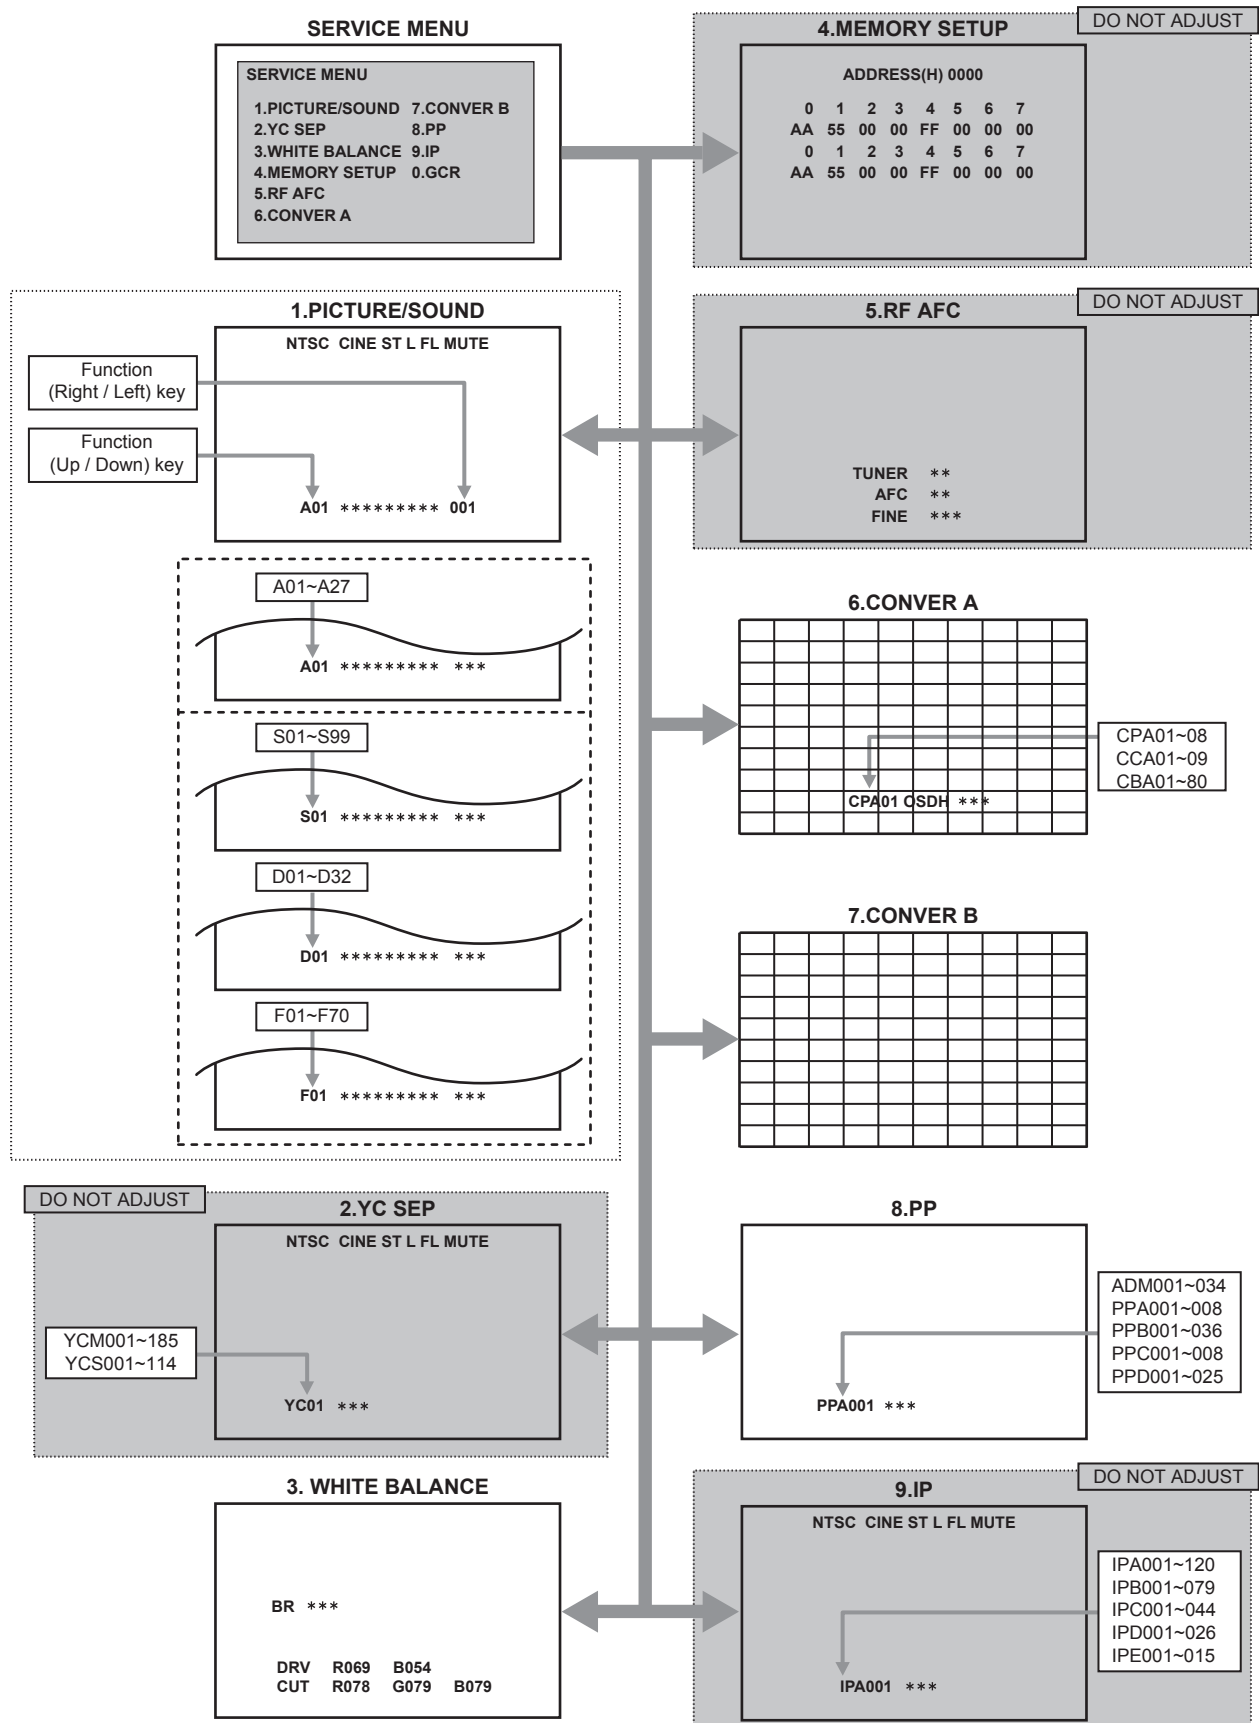 SERVICE MENU
SERVICE MENU
1.PICTURE/SOUND 7.CONVER B
2.YC SEP 8.PP
3.WHITE BALANCE 9.IP
4.MEMORY SETUP 0.GCR
5.RF AFC
6.CONVER A
DO NOT ADJUST
4.MEMORY SETUP
ADDRESS(H) 0000
0 1 2 3 4 5 6 7
AA 55 00 00 FF 00 00 00
0 1 2 3 4 5 6 7
AA 55 00 00 FF 00 00 00
1.PICTURE/SOUND
NTSC CINE ST L FL MUTE
Function
(Right / Left) key
Function
(Up / Down) key
A01 ********* 001
A01~A27
A01 ********* ***
S01~S99
S01 ********* ***
D01~D32
D01 ********* ***
F01~F70
F01 ********* ***
DO NOT ADJUST
5.RF AFC
TUNER **
AFC **
FINE ***
6.CONVER A
CPA01 OSDH ***
CPA01~08
CCA01~09
CBA01~80
7.CONVER B
DO NOT ADJUST
2.YC SEP
NTSC CINE ST L FL MUTE
YCM001~185
YCS001~114
YC01 ***
8.PP
PPA001 ***
ADM001~034
PPA001~008
PPB001~036
PPC001~008
PPD001~025
3. WHITE BALANCE
BR ***
DRV R069 B054
CUT R078 G079 B079
DO NOT ADJUST
9.IP
NTSC CINE ST L FL MUTE
IPA001 ***
IPA001~120
IPB001~079
IPC001~044
IPD001~026
IPE001~015